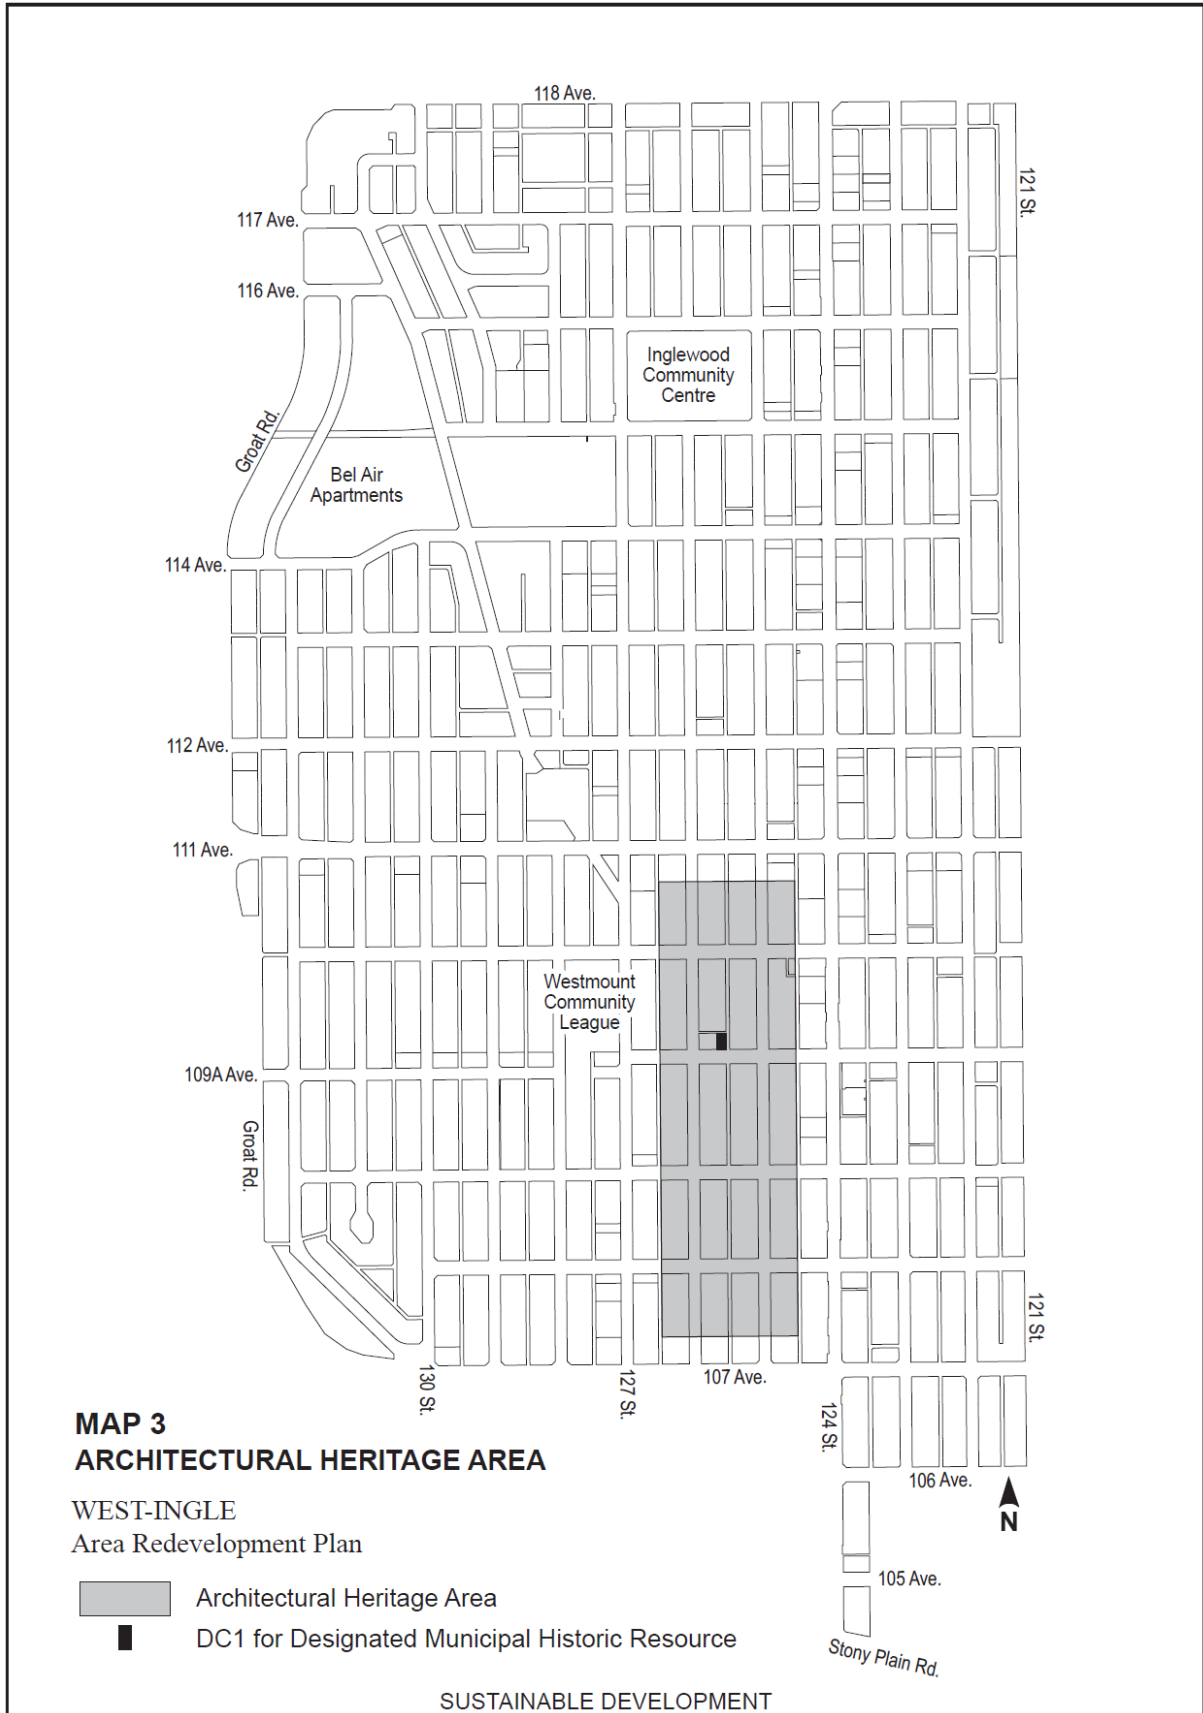 118 Ave.
121 St.
117 Ave.
116 Ave.
Inglewood
Community
Centre
Groat Rd.
Bel Air
Apartments
114 Ave.
112 Ave.
111 Ave.
Westmount
Community
League
109A Ave.
Groat Rd.
121 St.
107 Ave.
130 St.
127 St.
124 St.
MAP 3
ARCHITECTURAL HERITAGE AREA
106 Ave.
N
WEST-INGLE
Area Redevelopment Plan
105 Ave.
Architectural Heritage Area
DC1 for Designated Municipal Historic Resource
Stony Plain Rd.
SUSTAINABLE DEVELOPMENT